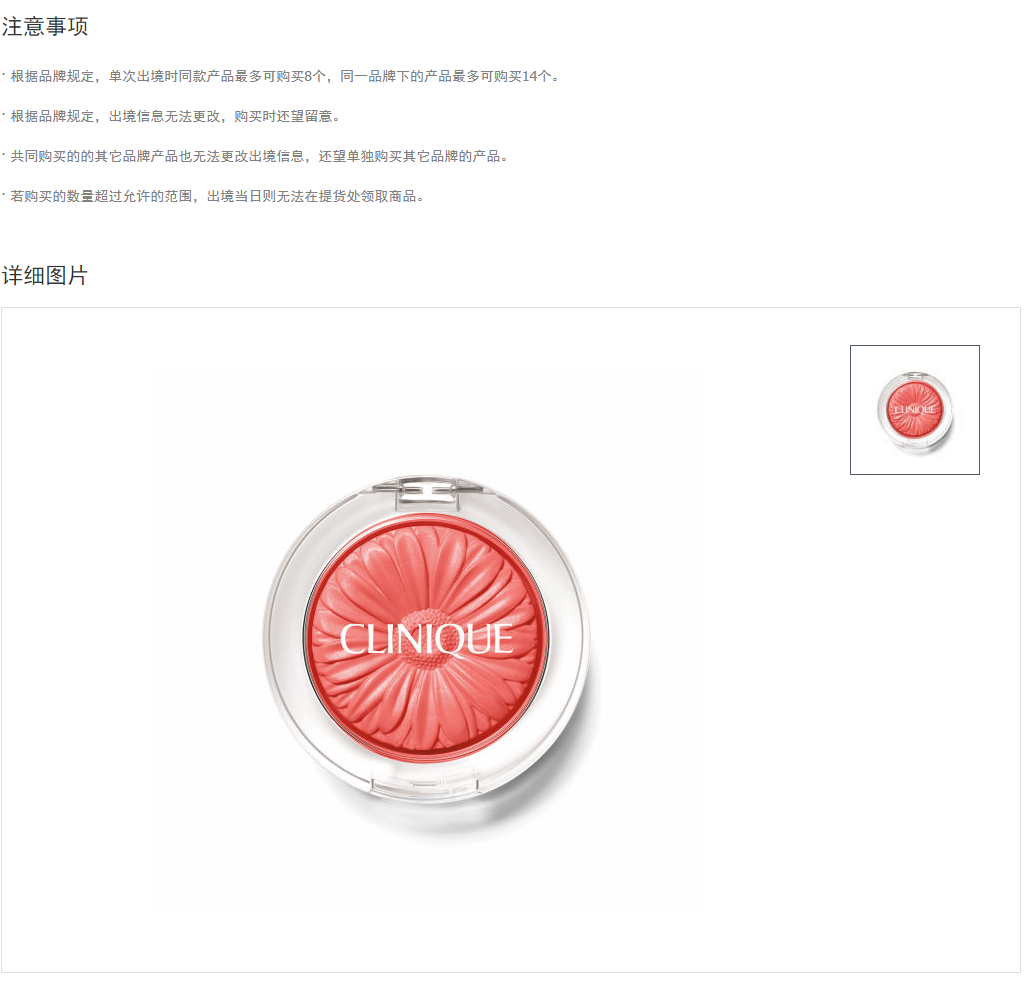 注意事项
· 根据品牌规定，单次出境时同款产品最多可购买8个，同一品牌下的产品最多可购买14个。
· 根据品牌规定，出境信息无法更改，购买时还望留意。
· 共同购买的的其它品牌产品也无法更改出境信息，还望单独购买其它品牌的产品。
· 若购买的数量超过允许的范围，出境当日则无法在提货处领取商品。
详细图片
CLINIQUE
CLINIQUE